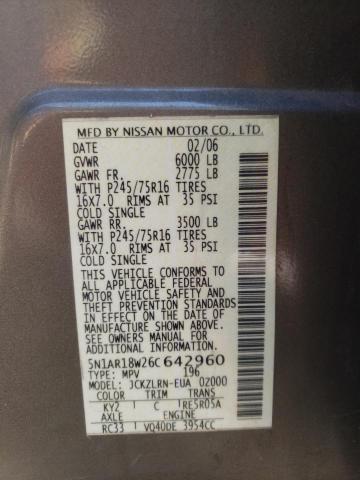 MFD BY NISSAN MOTOR CO., LTD.
DATE 02/06
GVWR 6000 LB
GAWR FR. 2775 LB
WITH P245/75R16 TIRES
16X7.0 RIMS AT 35 PSI
COLD SINGLE
GAWR RR. 3500 LB
WITH P245/75R16 TIRES
16X7.0 RIMS AT 35 PSI
COLD SINGLE
THIS VEHICLE CONFORMS TO
ALL APPLICABLE FEDERAL
MOTOR VEHICLE SAFETY AND
THEFT PREVENTION STANDARDS
IN EFFECT ON THE DATE OF
MANUFACTURE SHOWN ABOVE.
SEE OWNERS MANUAL FOR
ADDITIONAL INFORMATION
5N1AR18W26C642960
TYPE: MPV 196
MODEL: JCKZLRN-EUA 02000
COLOR TRIM TRANS
KY2 C RE5R05A
AXLE ENGINE
RC33 VQ40DE 3954CC